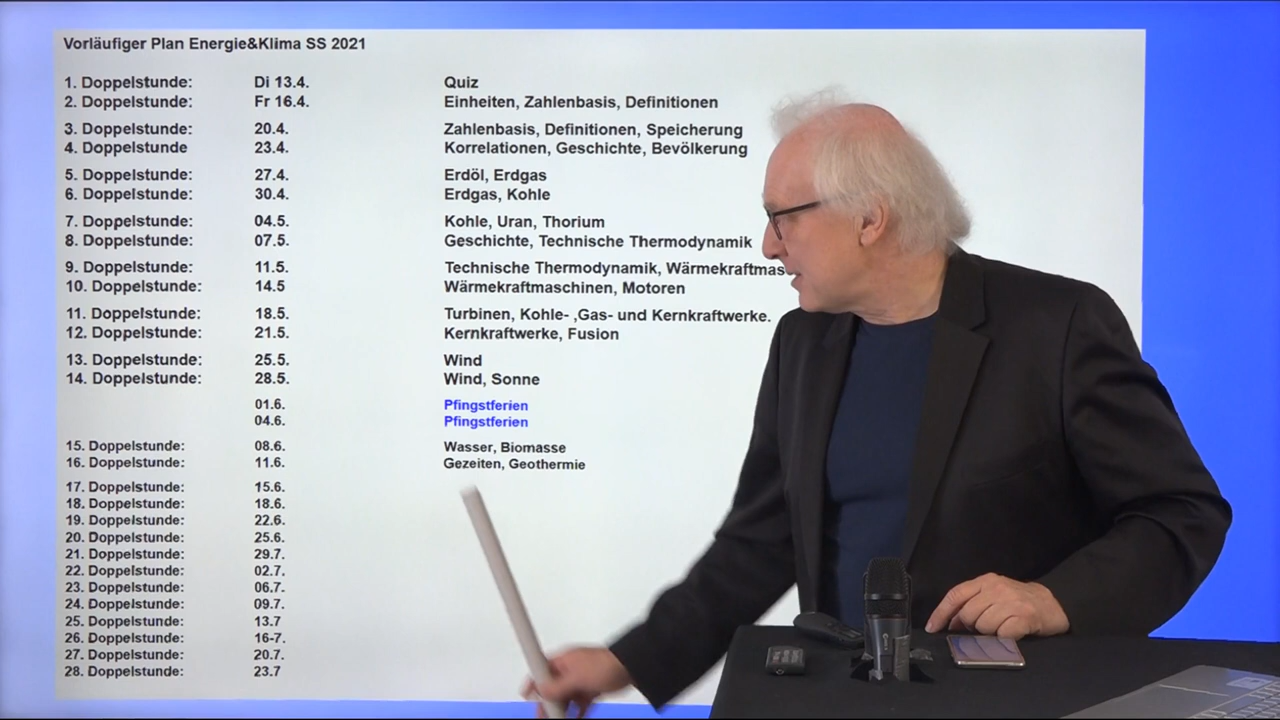 Vorläufiger Plan Energie&Klima SS 2021
1. Doppelstunde: Di 13.4. Quiz
2. Doppelstunde: Fr 16.4. Einheiten, Zahlenbasis, Definitionen
3. Doppelstunde: 20.4. Zahlenbasis, Definitionen, Speicherung
4. Doppelstunde 23.4. Korrelationen, Geschichte, Bevölkerung
5. Doppelstunde: 27.4. Erdöl, Erdgas
6. Doppelstunde: 30.4. Erdgas, Kohle
7. Doppelstunde: 04.5. Kohle, Uran, Thorium
8. Doppelstunde: 07.5. Geschichte, Technische Thermodynamik
9. Doppelstunde: 11.5. Technische Thermodynamik, Wärmekraftmas
10. Doppelstunde: 14.5 Wärmekraftmaschinen, Motoren
11. Doppelstunde: 18.5. Turbinen, Kohle- ,Gas- und Kernkraftwerke.
12. Doppelstunde: 21.5. Kernkraftwerke, Fusion
13. Doppelstunde: 25.5. Wind
14. Doppelstunde: 28.5. Wind, Sonne
01.6. Pfingstferien
04.6. Pfingstferien
15. Doppelstunde: 08.6. Wasser, Biomasse
16. Doppelstunde: 11.6. Gezeiten, Geothermie
17. Doppelstunde: 15.6.
18. Doppelstunde: 18.6.
19. Doppelstunde: 22.6.
20. Doppelstunde: 25.6.
21. Doppelstunde: 29.7.
22. Doppelstunde: 02.7.
23. Doppelstunde: 06.7.
24. Doppelstunde: 09.7.
25. Doppelstunde: 13.7
26. Doppelstunde: 16-7.
27. Doppelstunde: 20.7.
28. Doppelstunde: 23.7